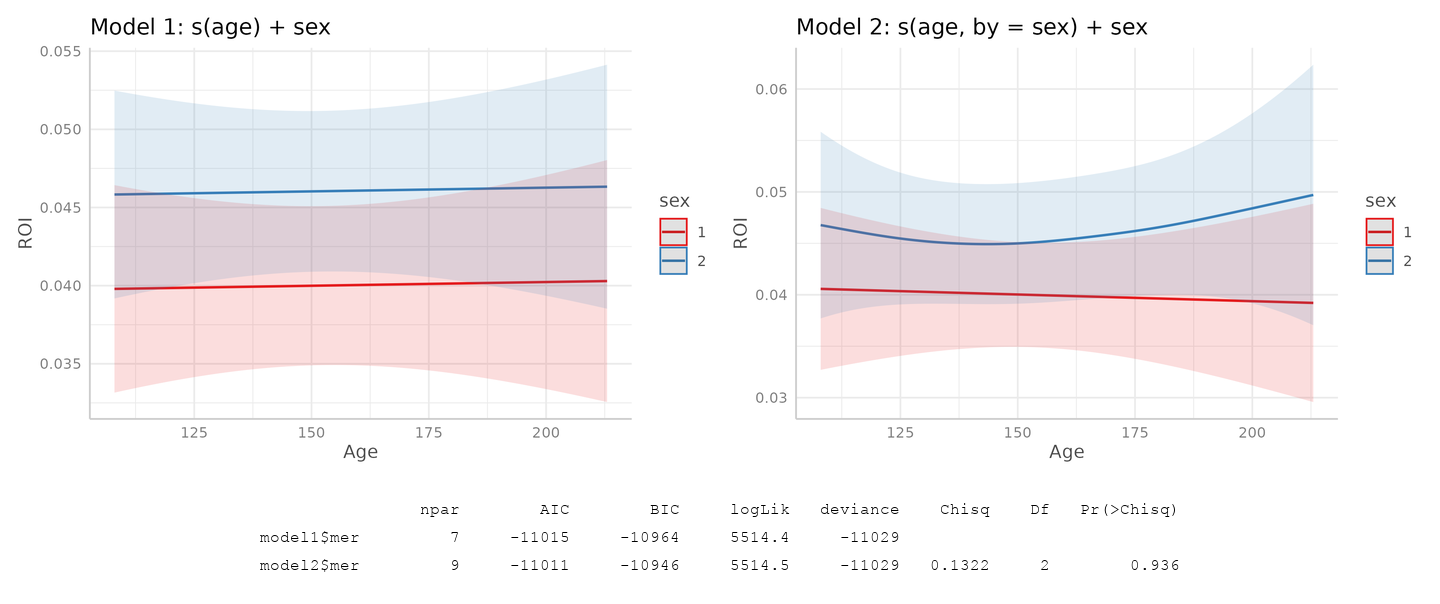 Model 1: s(age) + sex
0.055
0.050
0.045
0.040
0.035
ROI
125 150 175 200
Age
sex
1
2
Model 2: s(age, by = sex) + sex
0.06
0.05
0.04
0.03
ROI
125 150 175 200
Age
sex
1
2
npar AIC BIC logLik deviance Chisq Df Pr(>Chisq)
model1$mer 7 -11015 -10964 5514.4 -11029
model2$mer 9 -11011 -10946 5514.5 -11029 0.1322 2 0.936